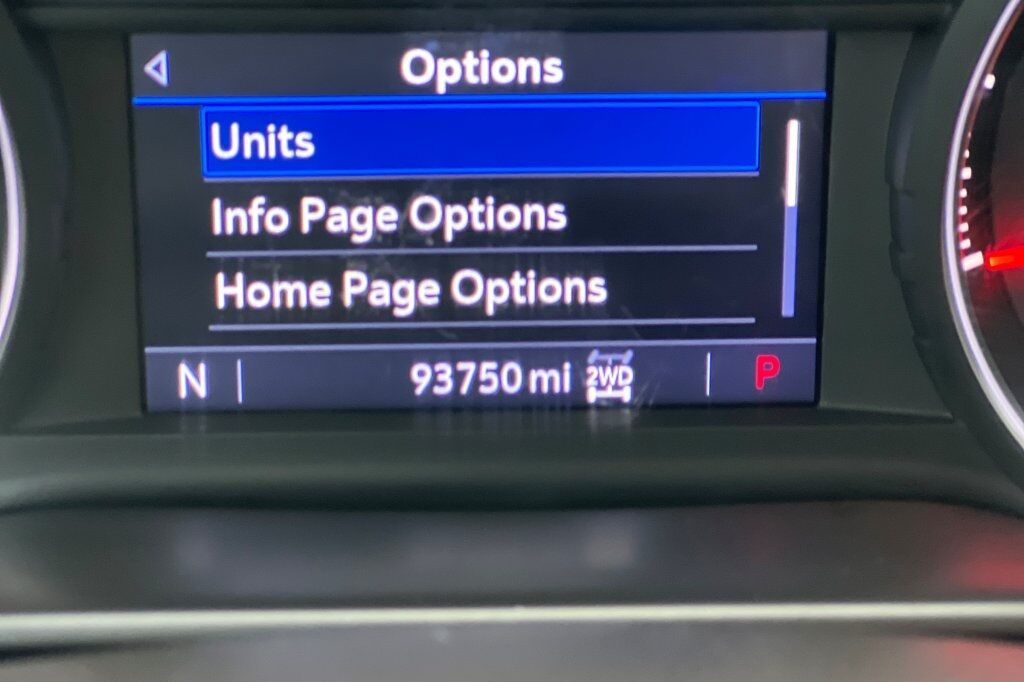 Options
Units
Info Page Options
Home Page Options
N 93750 mi 2WD P